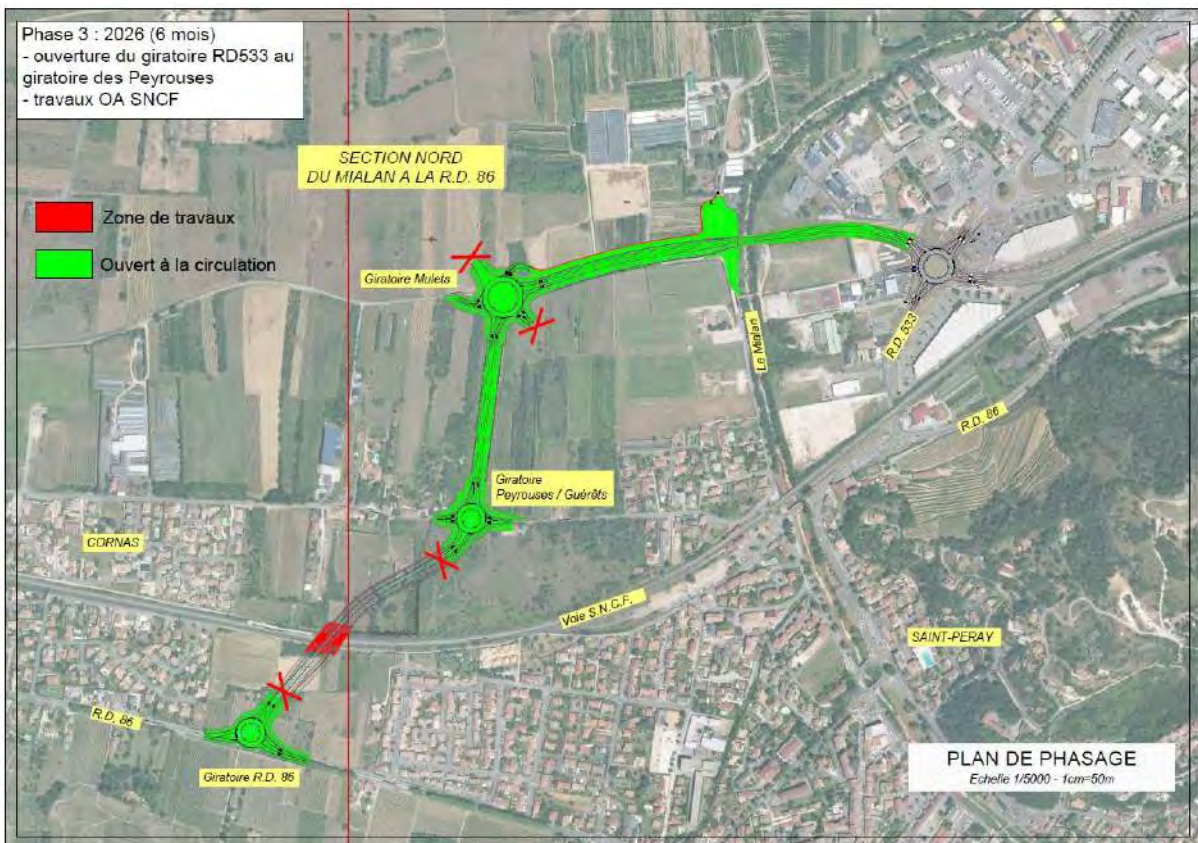 Phase 3 : 2026 (6 mois)
- ouverture du giratoire RD533 au
giratoire des Peyrouses
- travaux OA SNCF
SECTION NORD
DU MIALAN A LA R.D. 86
Zone de travaux
Ouvert à la circulation
Giratoire Mulets
Le Mialan
R.D. 533
R.D. 86
Giratoire
Peyrouses / Guérêts
CORNAS
Voie S.N.C.F.
SAINT-PERAY
R.D. 86
Giratoire R.D. 86
PLAN DE PHASAGE
Echelle 1/5000 - 1cm=50m